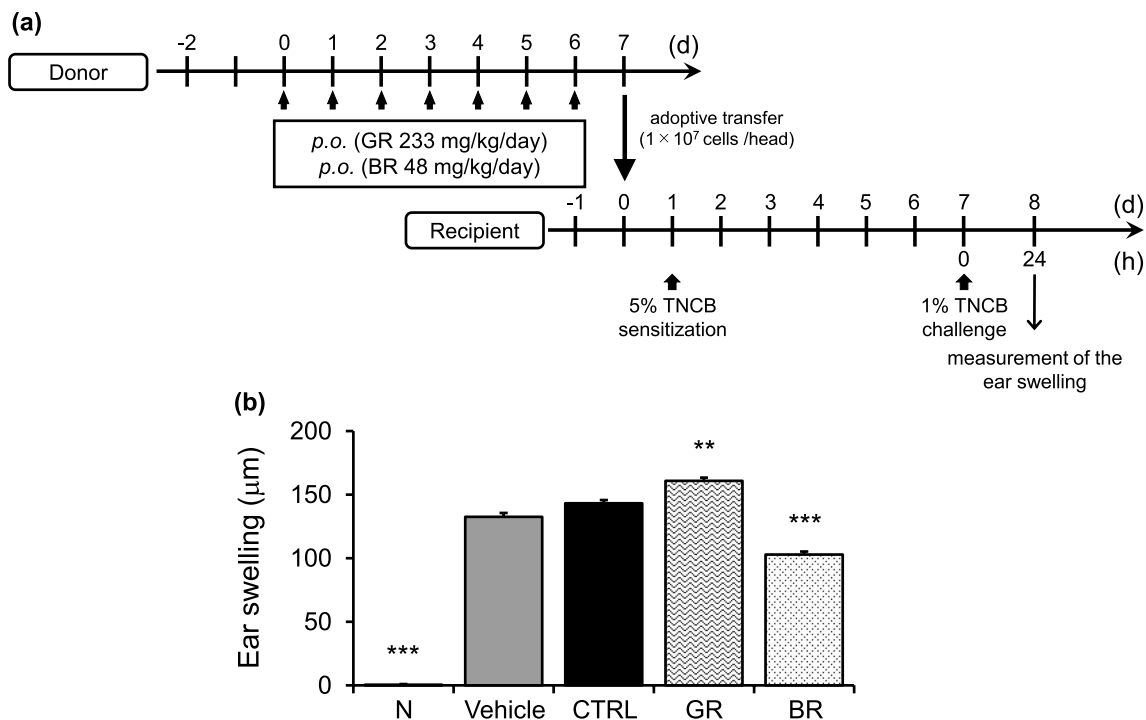 (a)
-2 0 1 2 3 4 5 6 7 (d)
Donor
adoptive transfer
(1 × 10⁷ cells /head)
p.o. (GR 233 mg/kg/day)
p.o. (BR 48 mg/kg/day)
-1 0 1 2 3 4 5 6 7 8 (d)
Recipient
0 24 (h)
5% TNCB
sensitization
1% TNCB
challenge
measurement of the
ear swelling
(b)
Ear swelling (μm)
200
150
100
50
0
***
**
***
N Vehicle CTRL GR BR